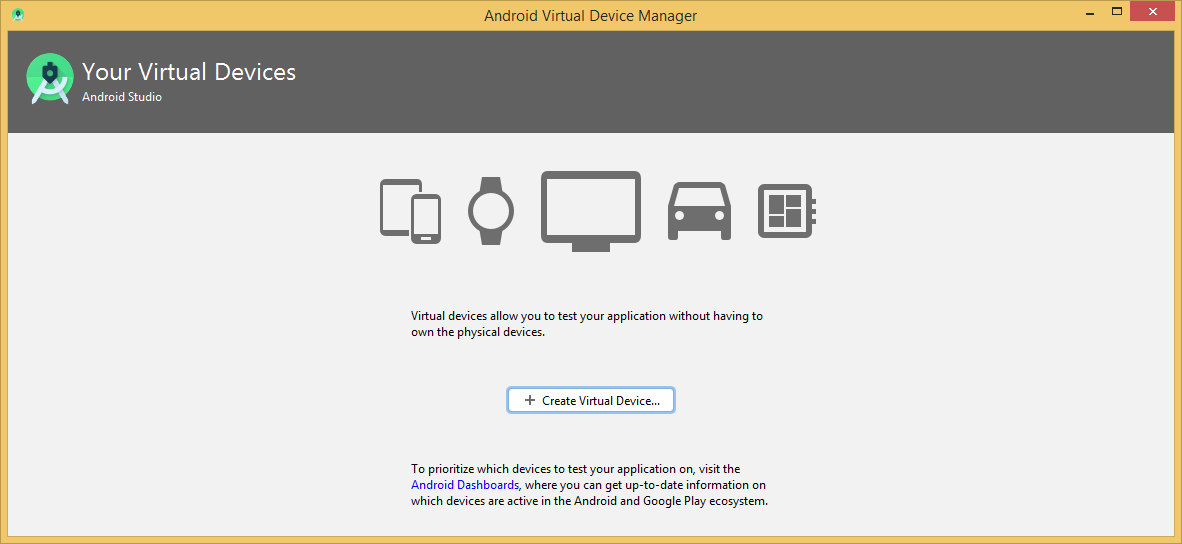 Android Virtual Device Manager
Your Virtual Devices
Android Studio
Virtual devices allow you to test your application without having to
own the physical devices.
+ Create Virtual Device...
To prioritize which devices to test your application on, visit the
Android Dashboards, where you can get up-to-date information on
which devices are active in the Android and Google Play ecosystem.